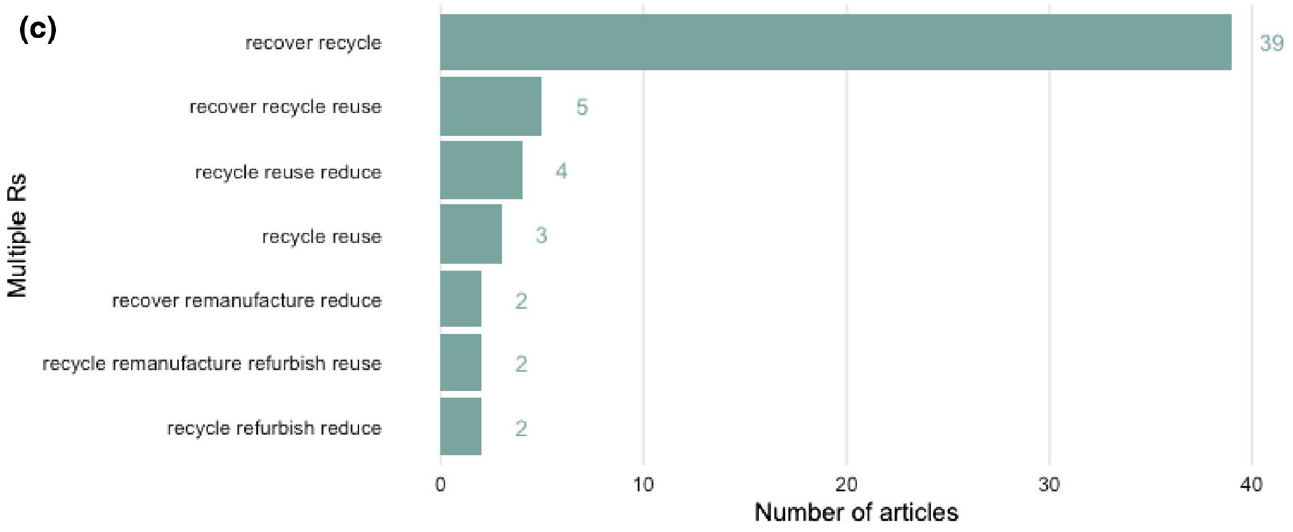 (c)
recover recycle 39
recover recycle reuse 5
recycle reuse reduce 4
recycle reuse 3
recover remanufacture reduce 2
recycle remanufacture refurbish reuse 2
recycle refurbish reduce 2
Multiple Rs
0 10 20 30 40
Number of articles